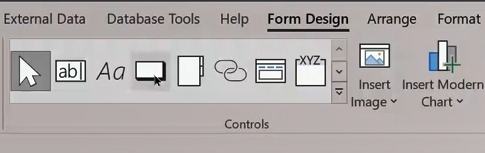 External Data Database Tools Help Form Design Arrange Format
ab Aa XYZ
Insert Image
Insert Modern Chart
Controls